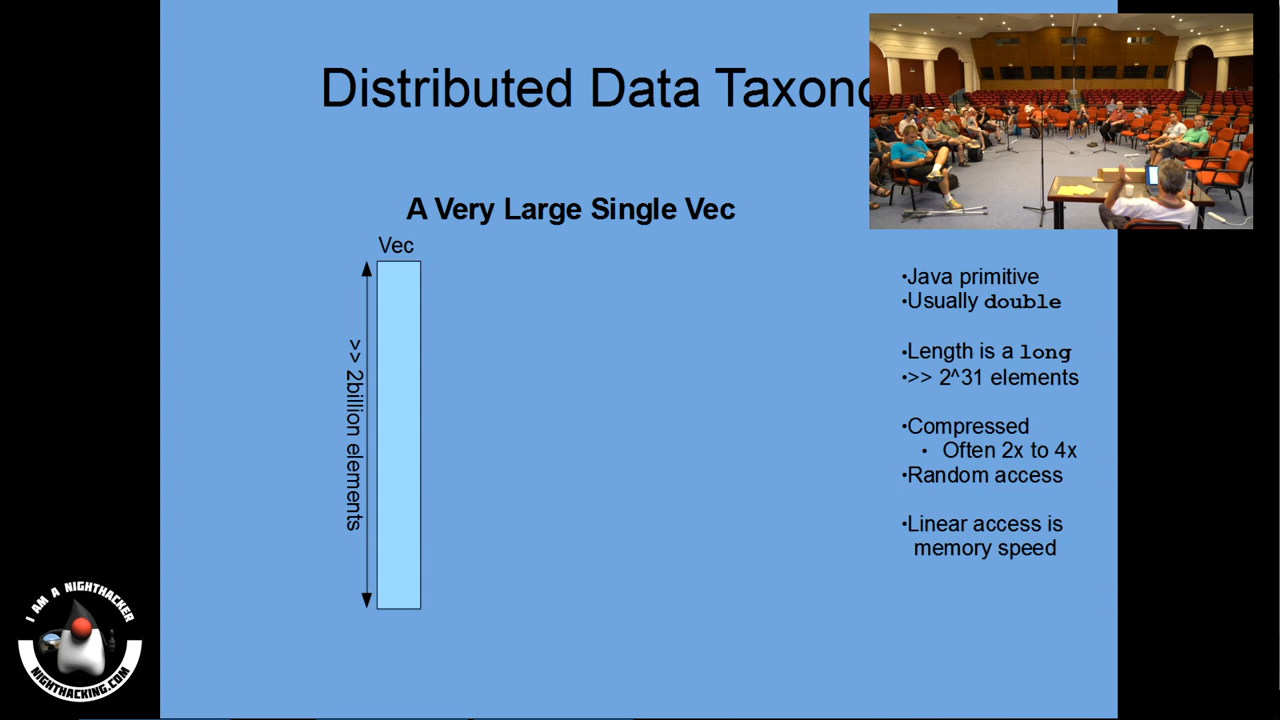 Distributed Data Taxono
A Very Large Single Vec
Vec
>> 2billion elements
•Java primitive
•Usually double
•Length is a long
•>> 2^31 elements
•Compressed
• Often 2x to 4x
•Random access
•Linear access is
memory speed
I AM A NIGHTHACKER
NIGHTHACKING.COM